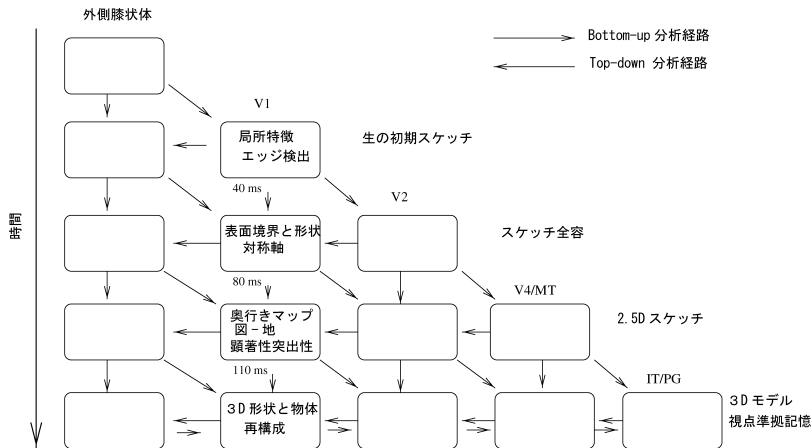 外側膝状体
Bottom-up 分析経路
Top-down 分析経路
V1
局所特徴
エッジ検出
生の初期スケッチ
40 ms
V2
時間
表面境界と形状
対称軸
スケッチ全容
80 ms
V4/MT
奥行きマップ
図－地
顕著性突出性
2.5D スケッチ
110 ms
IT/PG
3D 形状と物体
再構成
3D モデル
視点準拠記憶